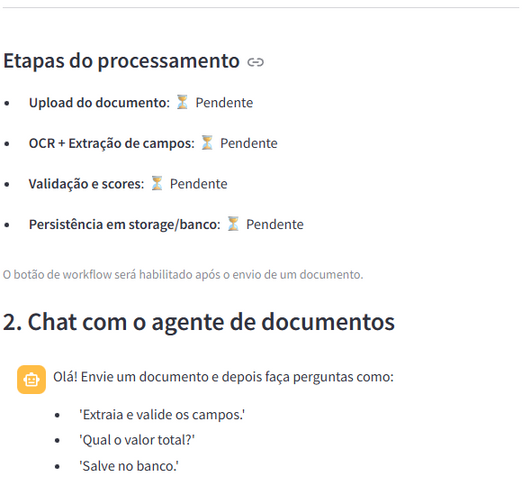 Etapas do processamento
• Upload do documento: ⏳ Pendente
• OCR + Extração de campos: ⏳ Pendente
• Validação e scores: ⏳ Pendente
• Persistência em storage/banco: ⏳ Pendente
O botão de workflow será habilitado após o envio de um documento.
2. Chat com o agente de documentos
Olá! Envie um documento e depois faça perguntas como:
• 'Extraia e valide os campos.'
• 'Qual o valor total?'
• 'Salve no banco.'